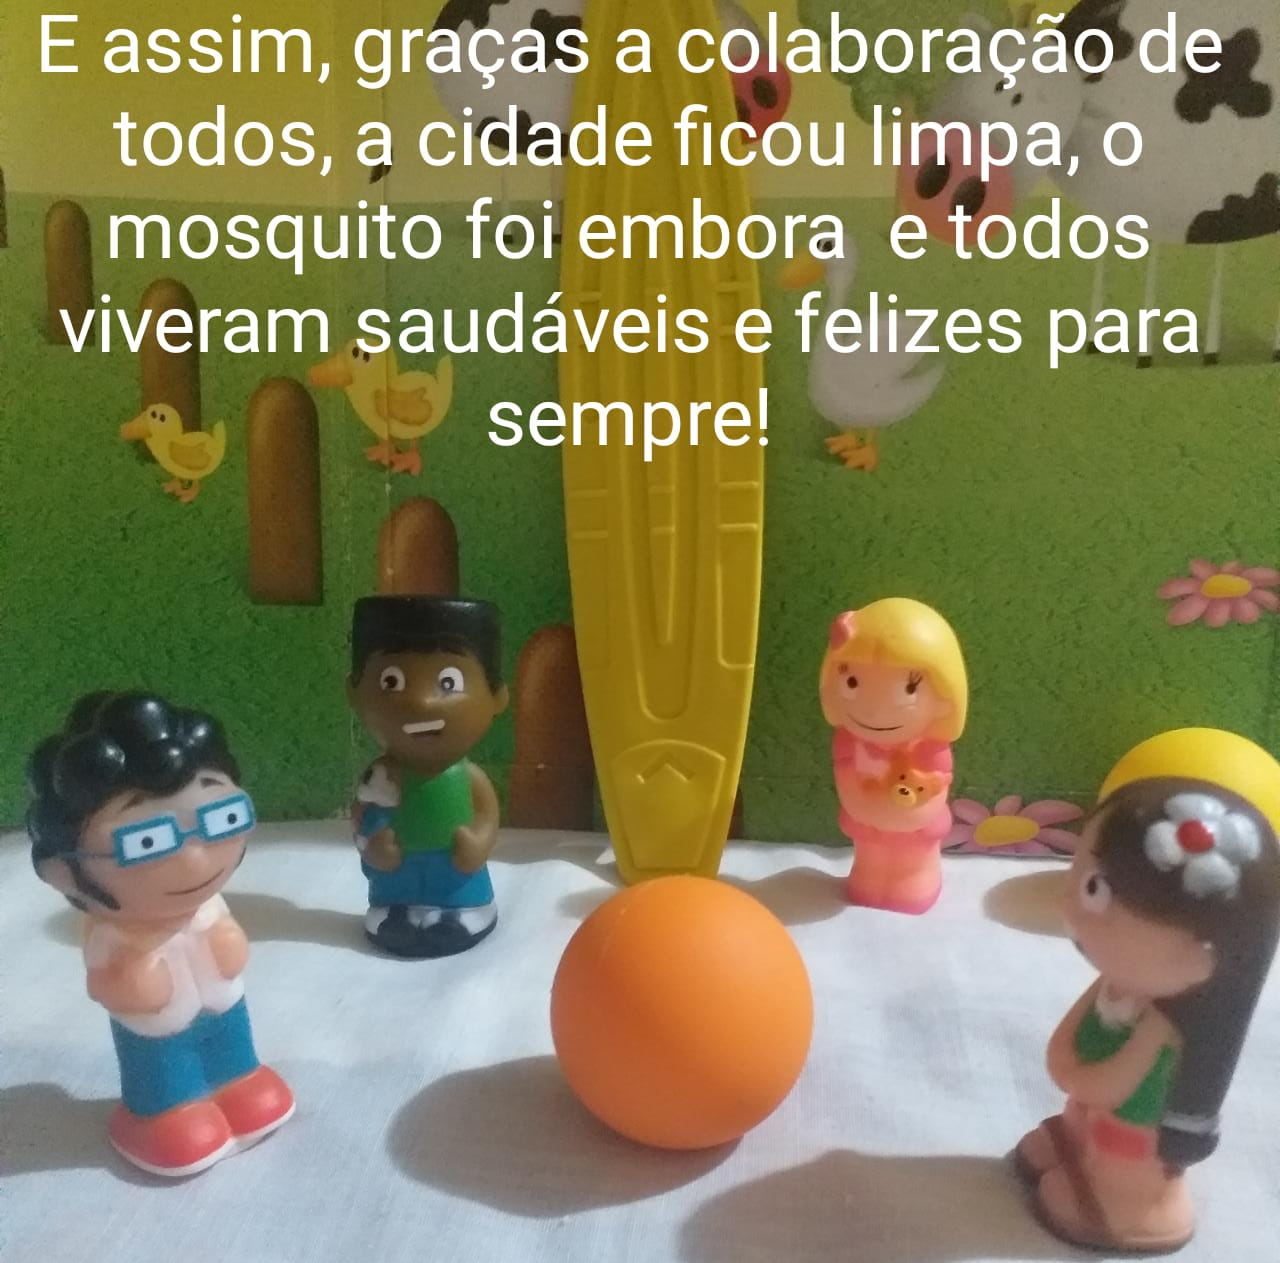 E assim, graças a colaboração de
todos, a cidade ficou limpa, o
mosquito foi embora  e todos
viveram saudáveis e felizes para
sempre!